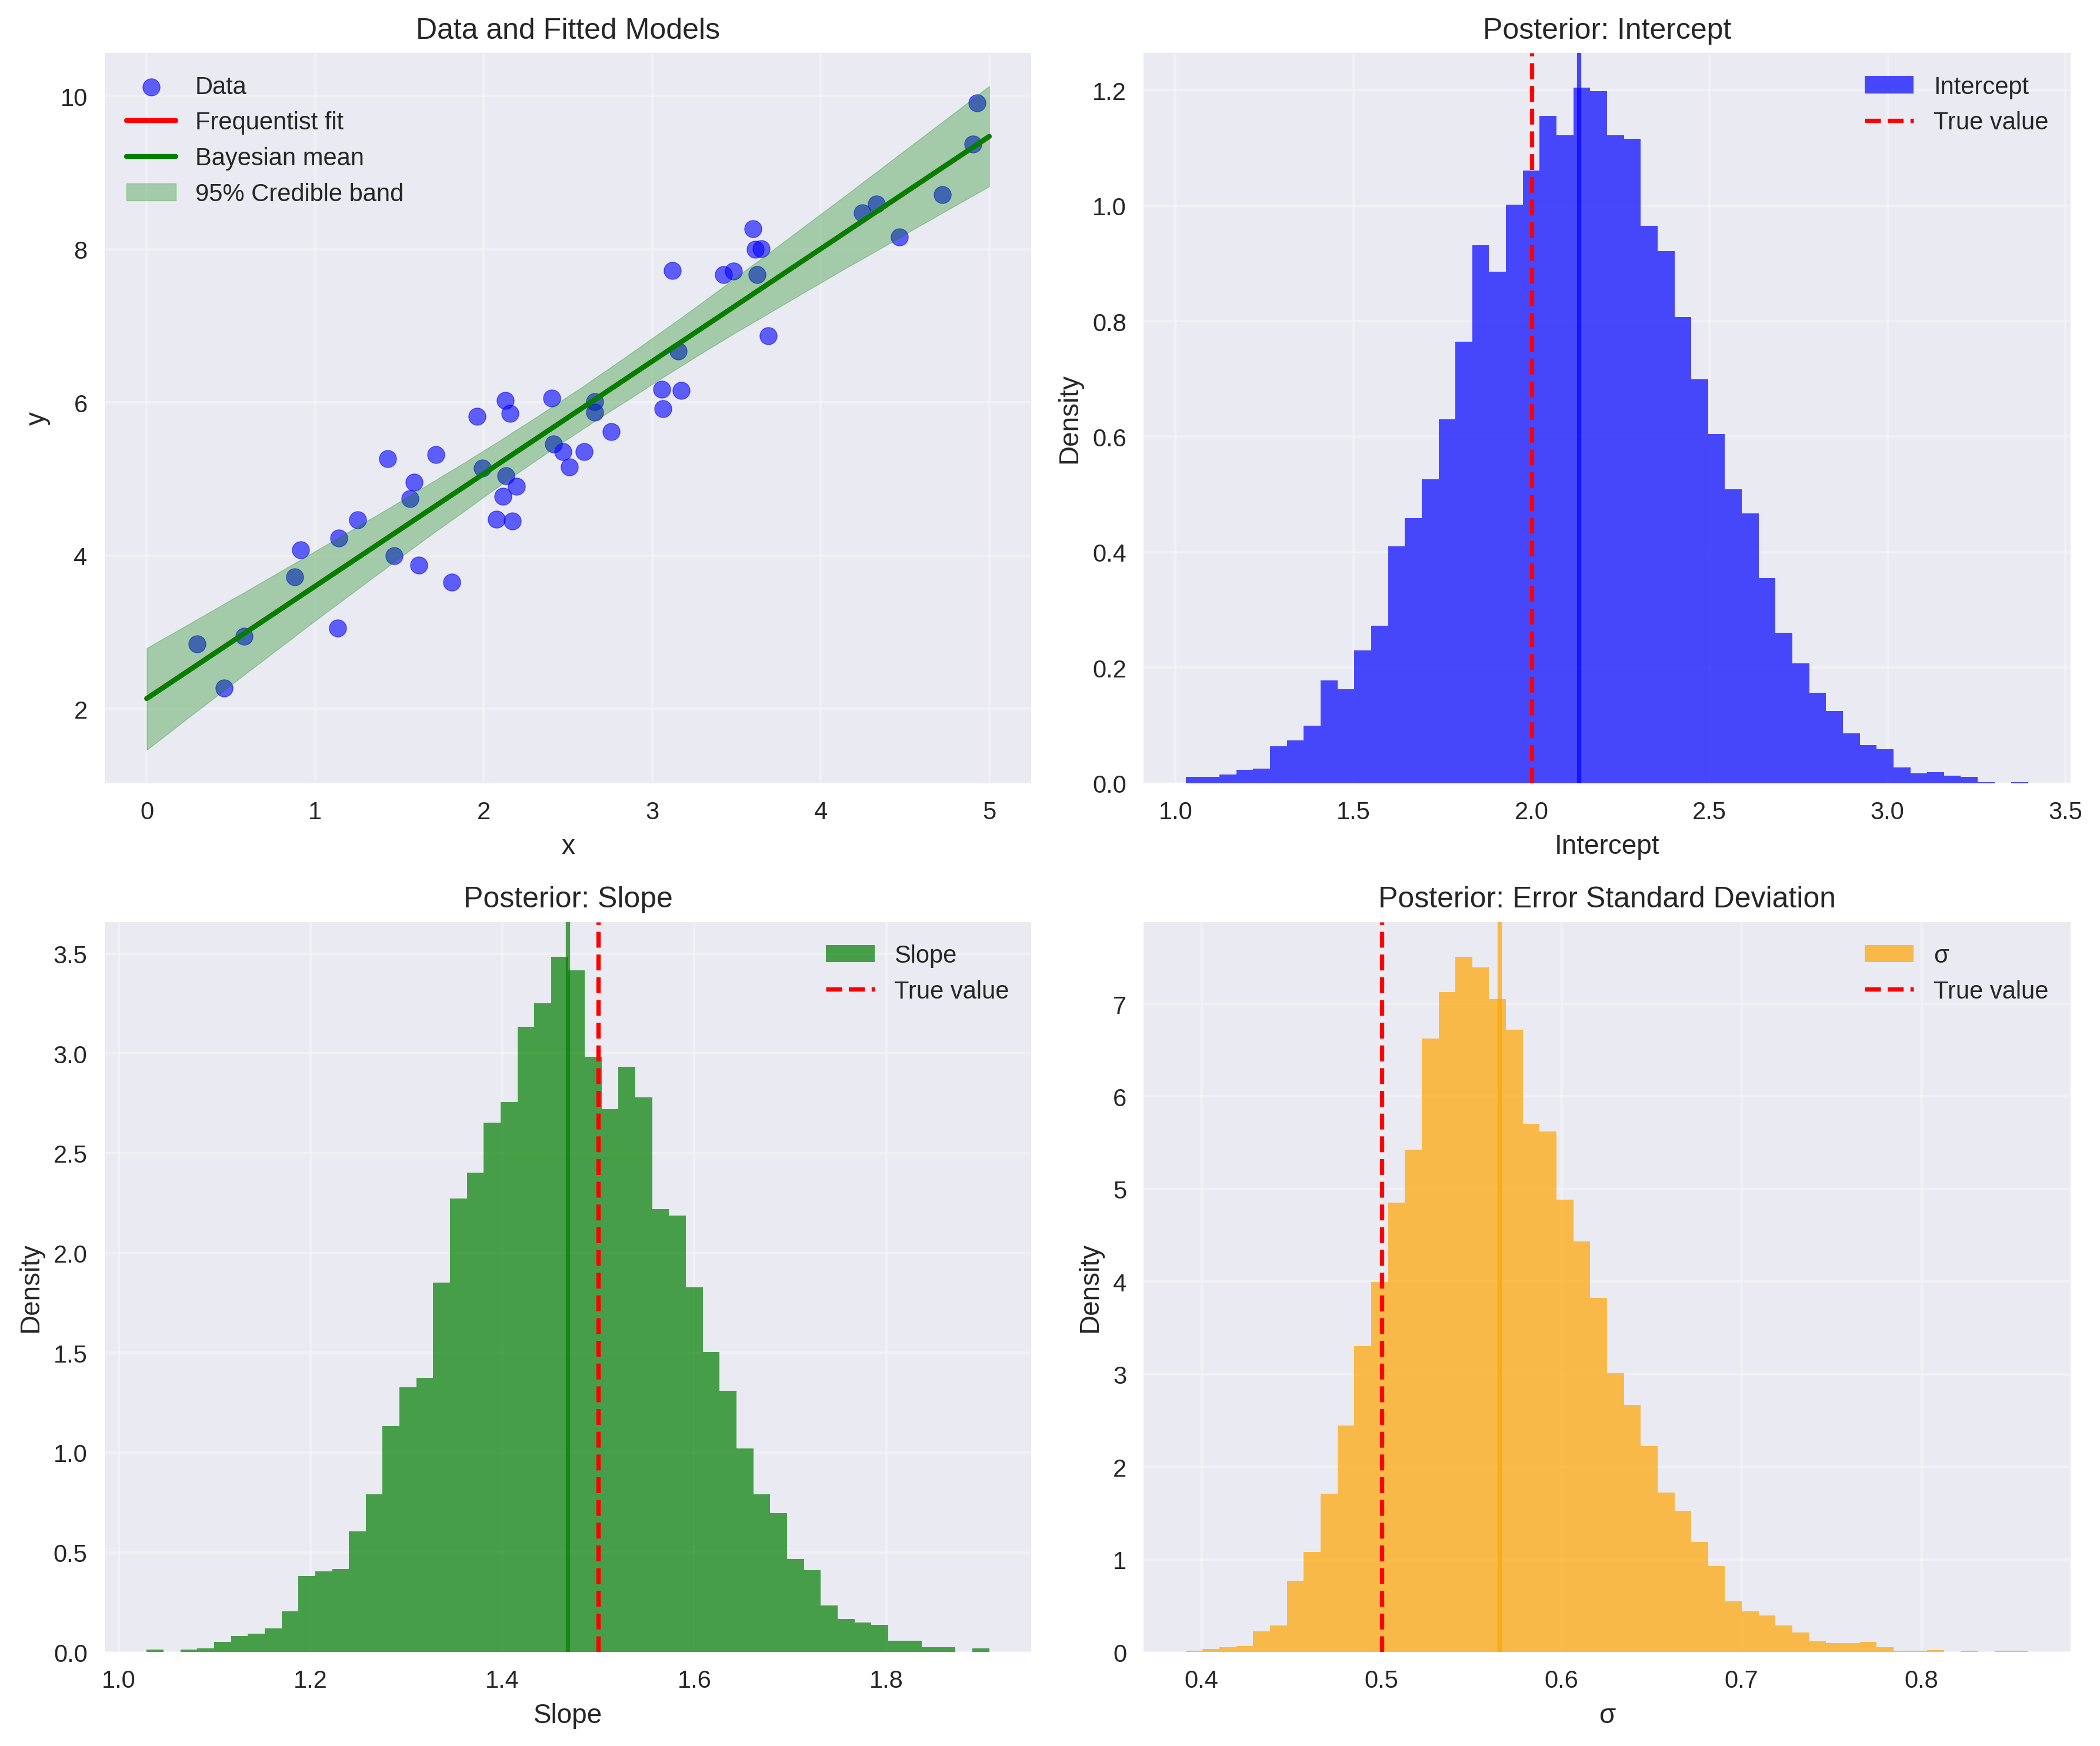 Data and Fitted Models
Data
Frequentist fit
Bayesian mean
95% Credible band
10
8
6
4
2
y
0 1 2 3 4 5
x
Posterior: Intercept
Intercept
True value
1.2
1.0
0.8
0.6
0.4
0.2
0.0
Density
1.0 1.5 2.0 2.5 3.0 3.5
Intercept
Posterior: Slope
Slope
True value
3.5
3.0
2.5
2.0
1.5
1.0
0.5
0.0
Density
1.0 1.2 1.4 1.6 1.8
Slope
Posterior: Error Standard Deviation
σ
True value
7
6
5
4
3
2
1
0
Density
0.4 0.5 0.6 0.7 0.8
σ